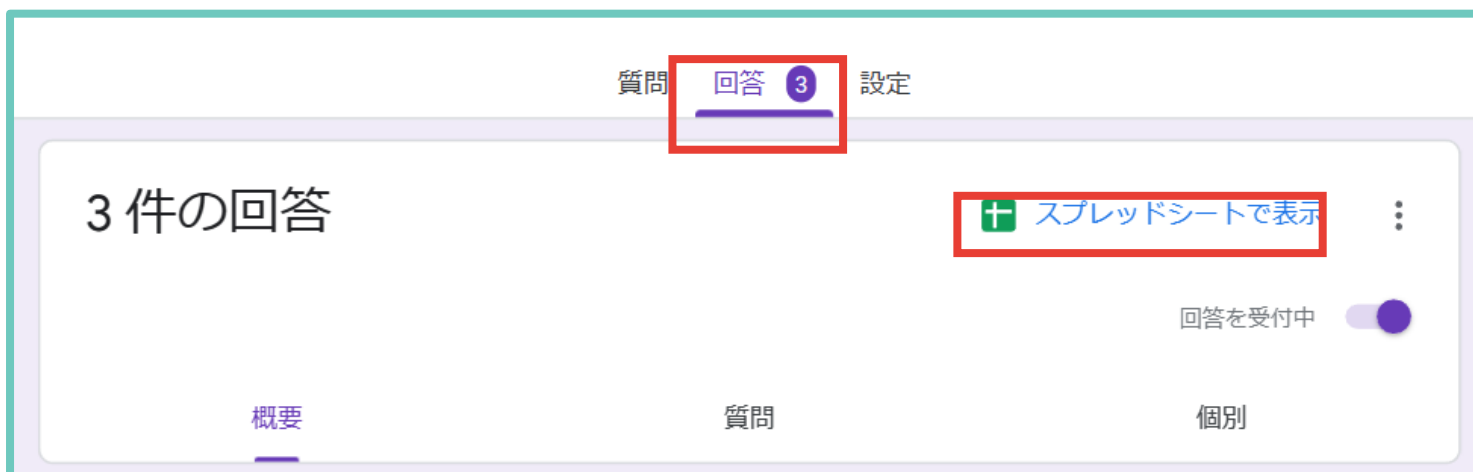 質問 回答 3 設定
3 件の回答
スプレッドシートで表示
回答を受付中
概要 質問 個別